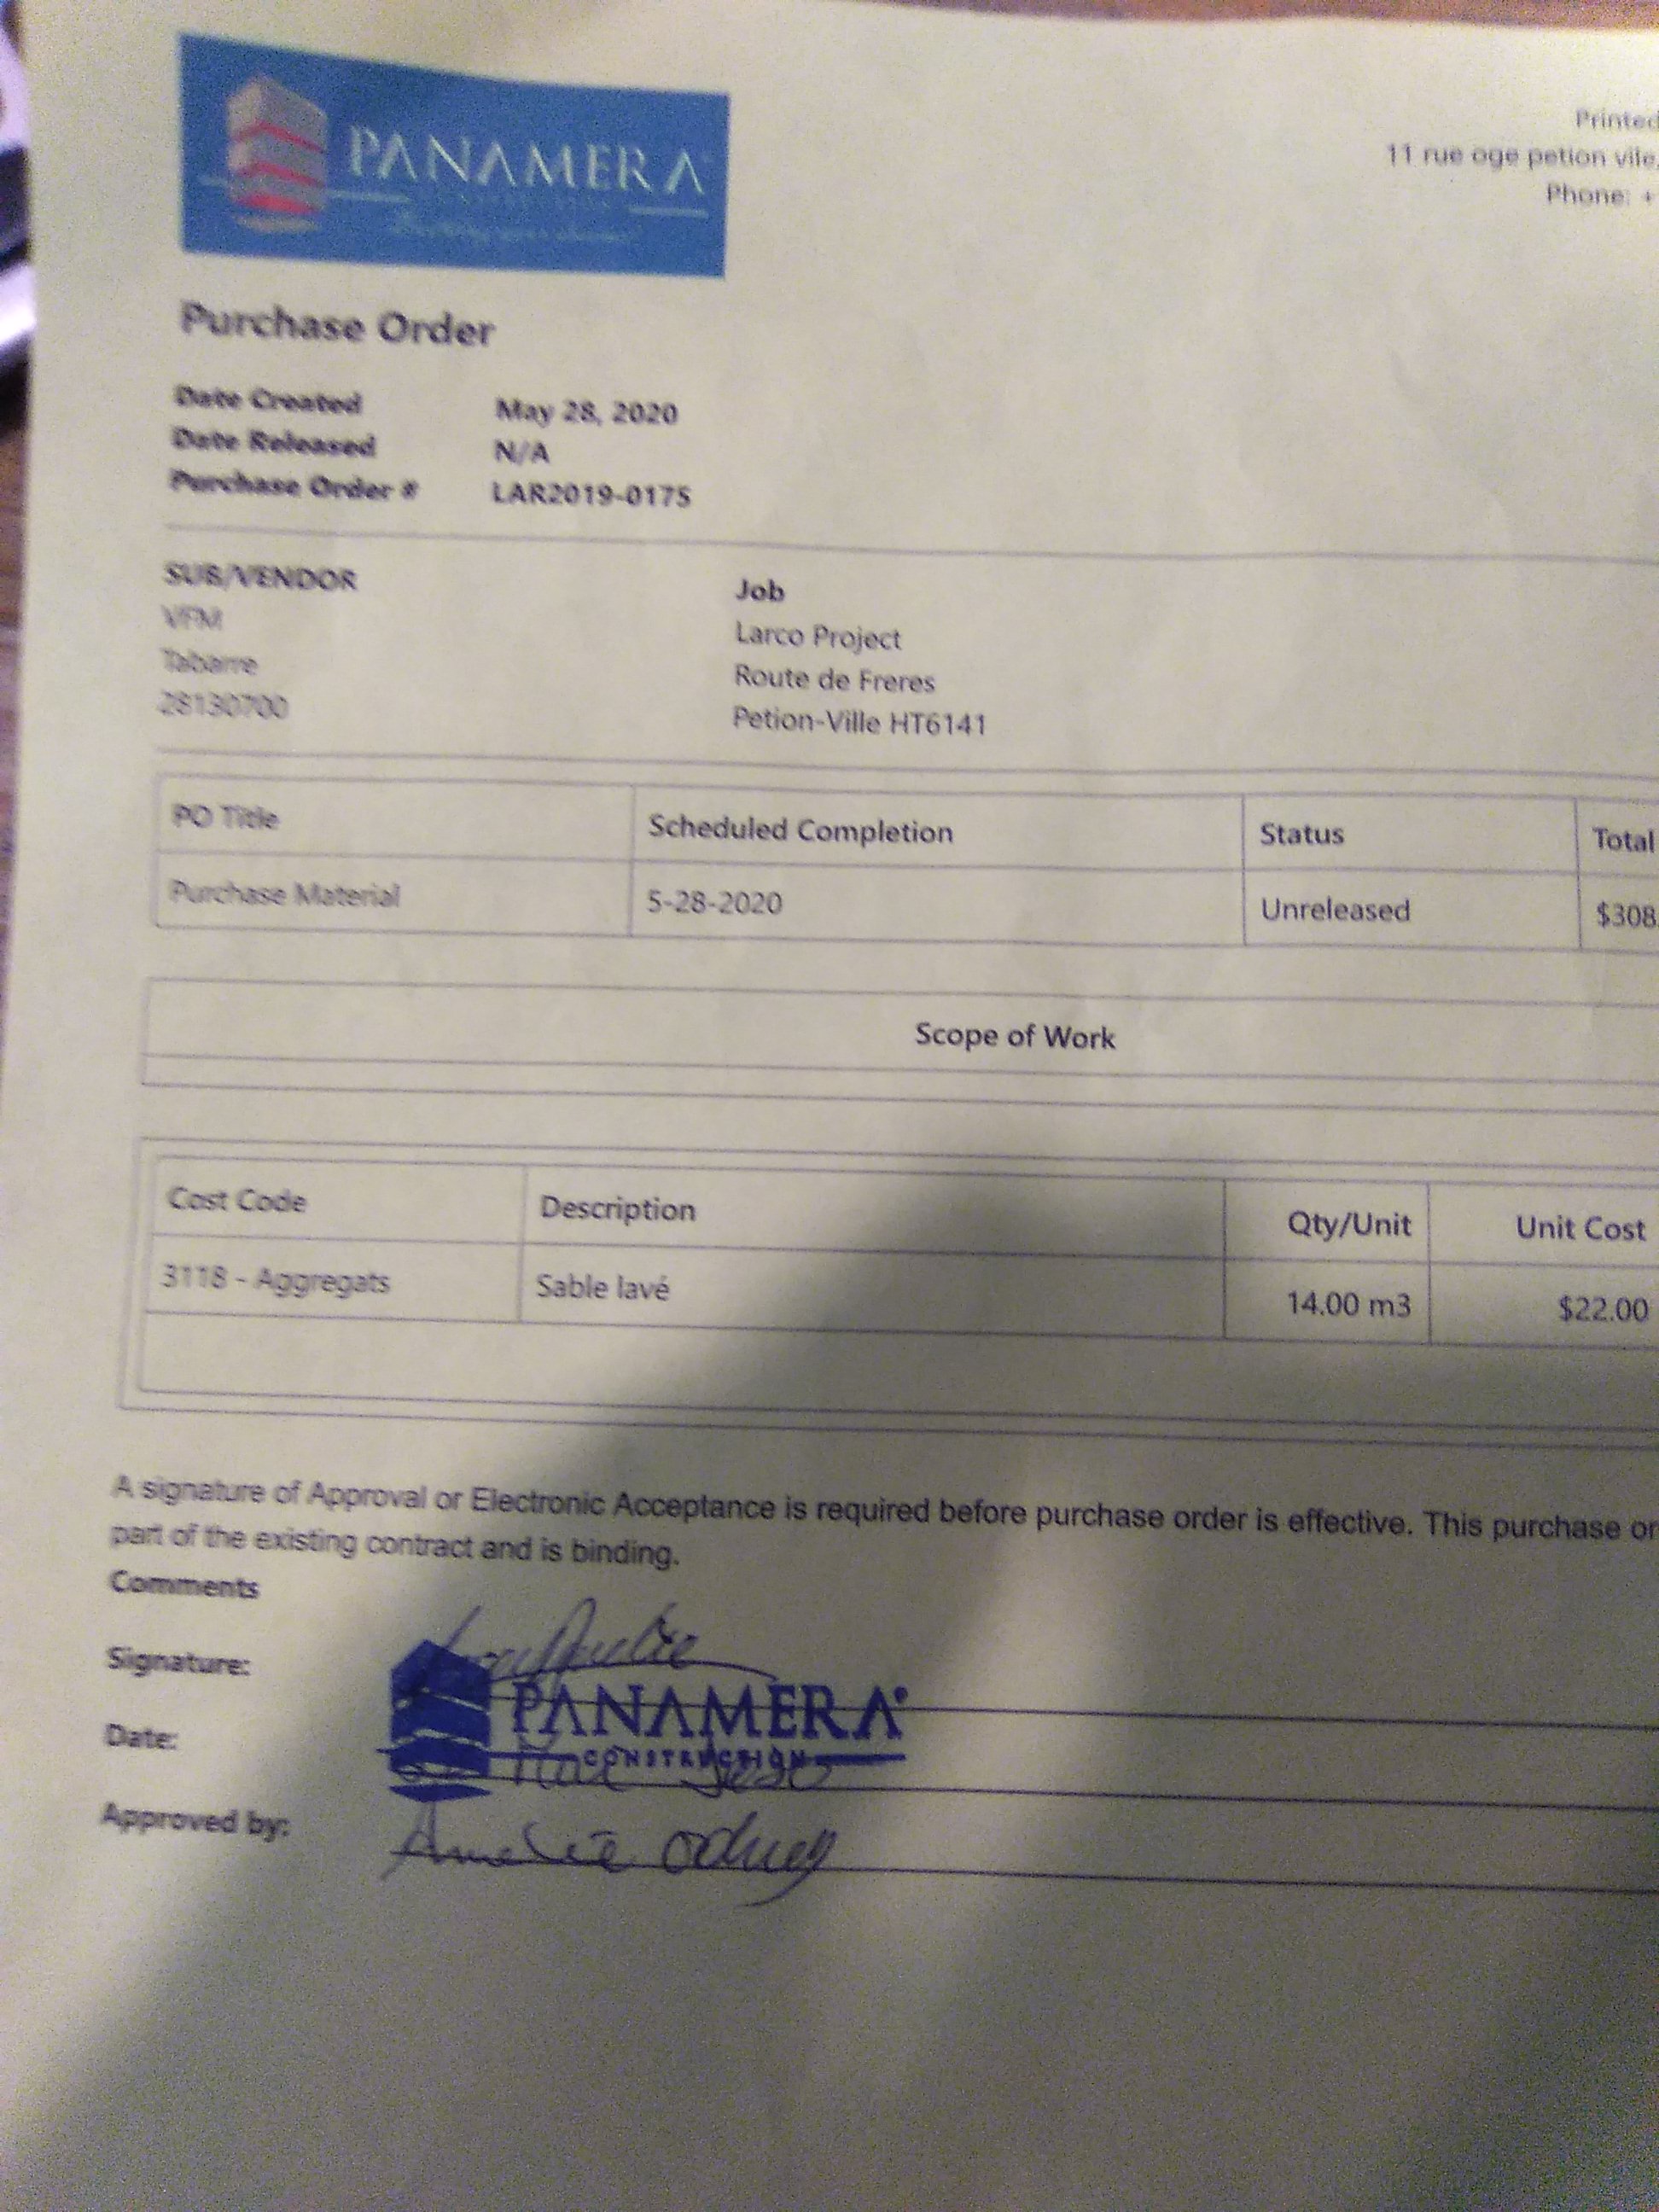 PANAMERA
Printed
11 rue oge petion vile,
Phone: +
Purchase Order
Date Created May 28, 2020
Date Released N/A
Purchase Order # LAR2019-0175
SUB/VENDOR
VFM
Tabarre
28130700
Job
Larco Project
Route de Freres
Petion-Ville HT6141
PO Title Scheduled Completion Status Total
Purchase Material 5-28-2020 Unreleased $308.
Scope of Work
Cost Code Description Qty/Unit Unit Cost
3118 - Aggregats Sable lavé 14.00 m3 $22.00
A signature of Approval or Electronic Acceptance is required before purchase order is effective. This purchase or
part of the existing contract and is binding.
Comments
Signature:
PANAMERA
CONSTRUCTION
Date:
Approved by: Amelie